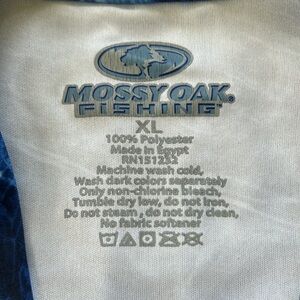 MOSSY OAK®
FISHING
XL
100% Polyester
Made in Egypt
RN151232
Machine wash cold,
Wash dark colors separately
Only non-chlorine bleach,
Tumble dry low, do not iron,
Do not steam , do not dry clean,
No fabric softener